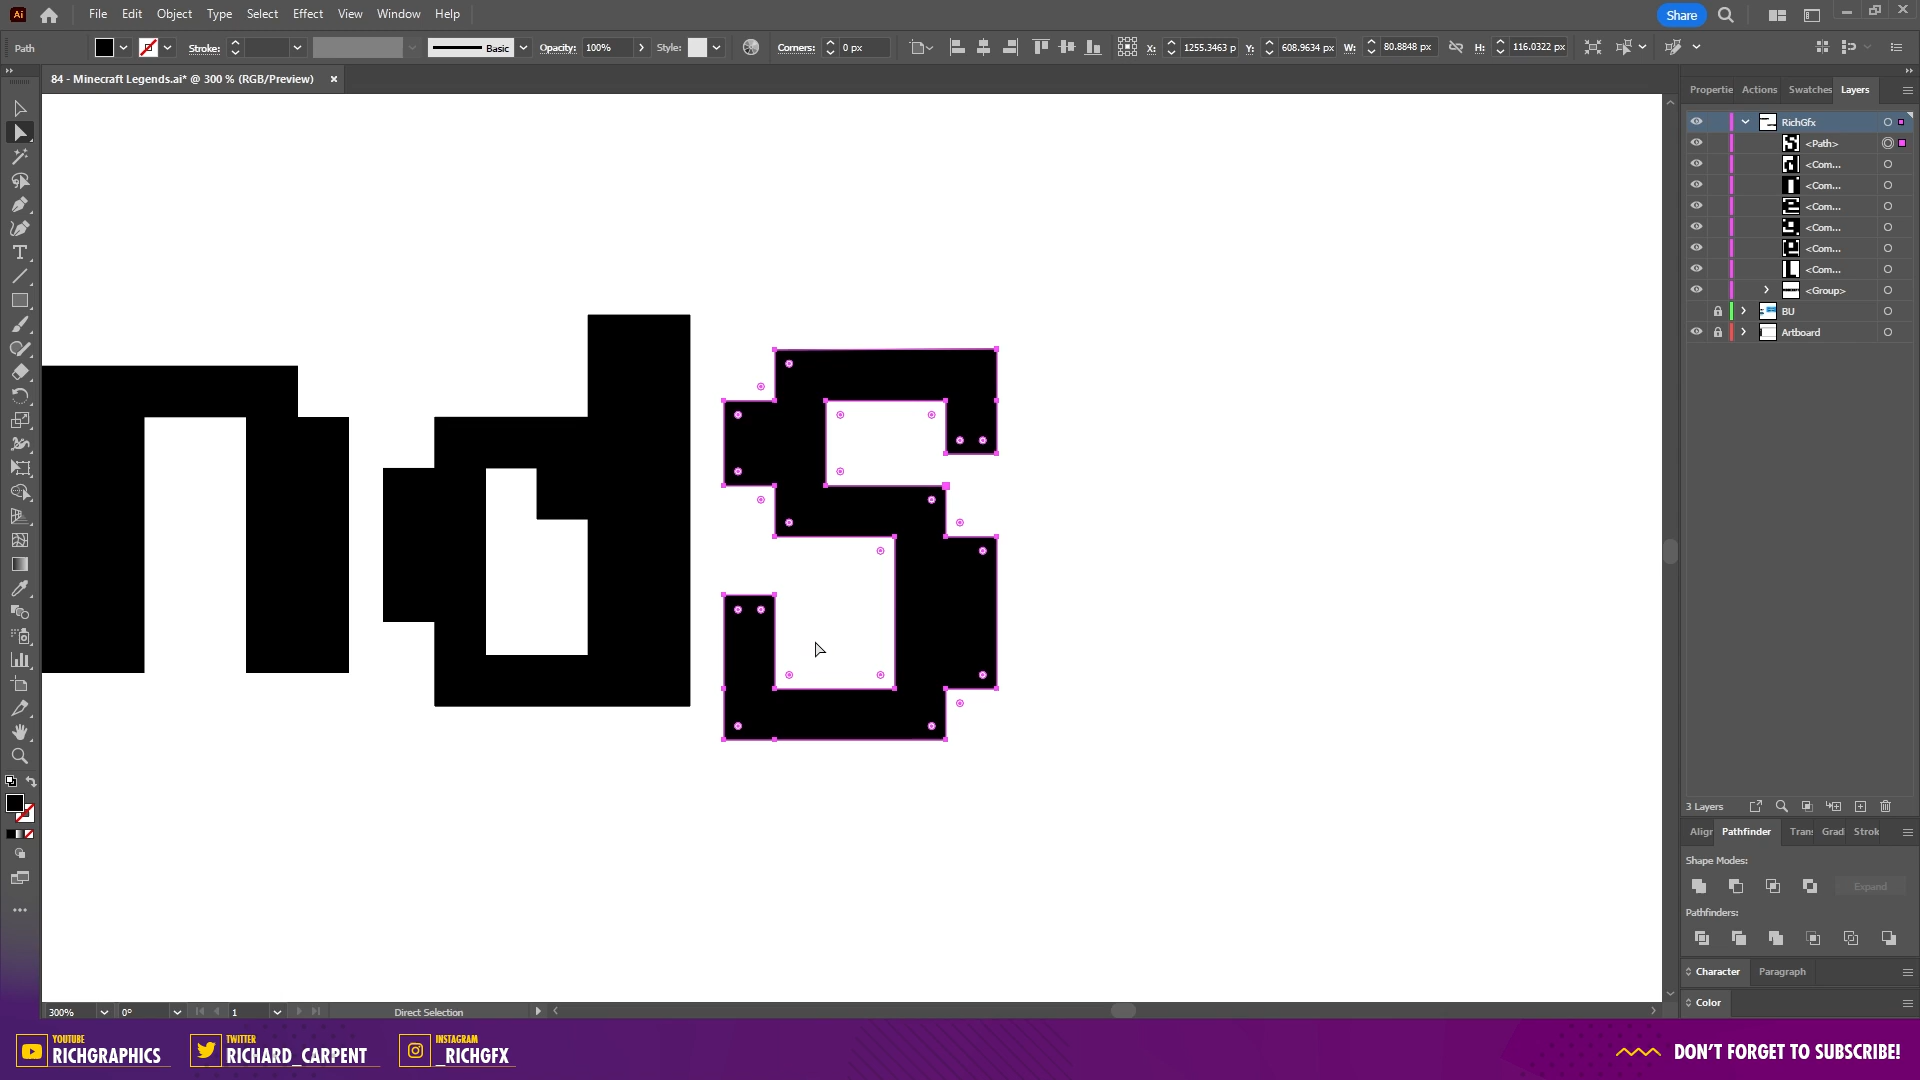 Ai File Edit Object Type Select Effect View Window Help Share
Path Stroke: Basic Opacity: 100% Style: Corners: 0 px X: 1255.3463 p Y: 608.9634 px W: 80.8848 px H: 116.0322 px
84 - Minecraft Legends.ai* @ 300 % (RGB/Preview) ×
Propertie Actions Swatches Layers
RichGfx
<Path>
<Com...
<Com...
<Com...
<Com...
<Com...
<Com...
<Group>
BU
Artboard
nds
3 Layers
Aligr Pathfinder Tran: Grad Strok
Shape Modes:
Expand
Pathfinders:
Character Paragraph
Color
300% 0° 1 Direct Selection
YOUTUBE
RICHGRAPHICS
TWITTER
RICHARD_CARPENT
INSTAGRAM
_RICHGFX
DON'T FORGET TO SUBSCRIBE!